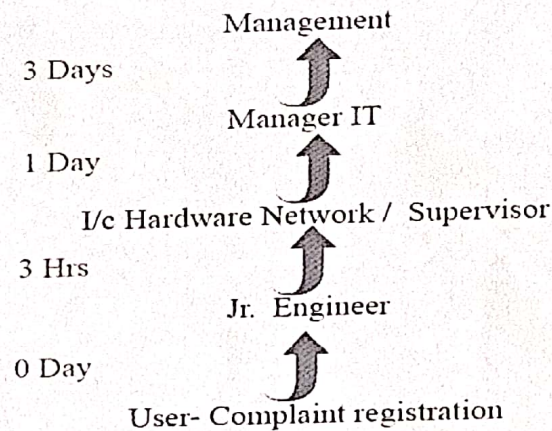 Management
3 Days
Manager IT
1 Day
I/c Hardware Network / Supervisor
3 Hrs
Jr. Engineer
0 Day
User- Complaint registration